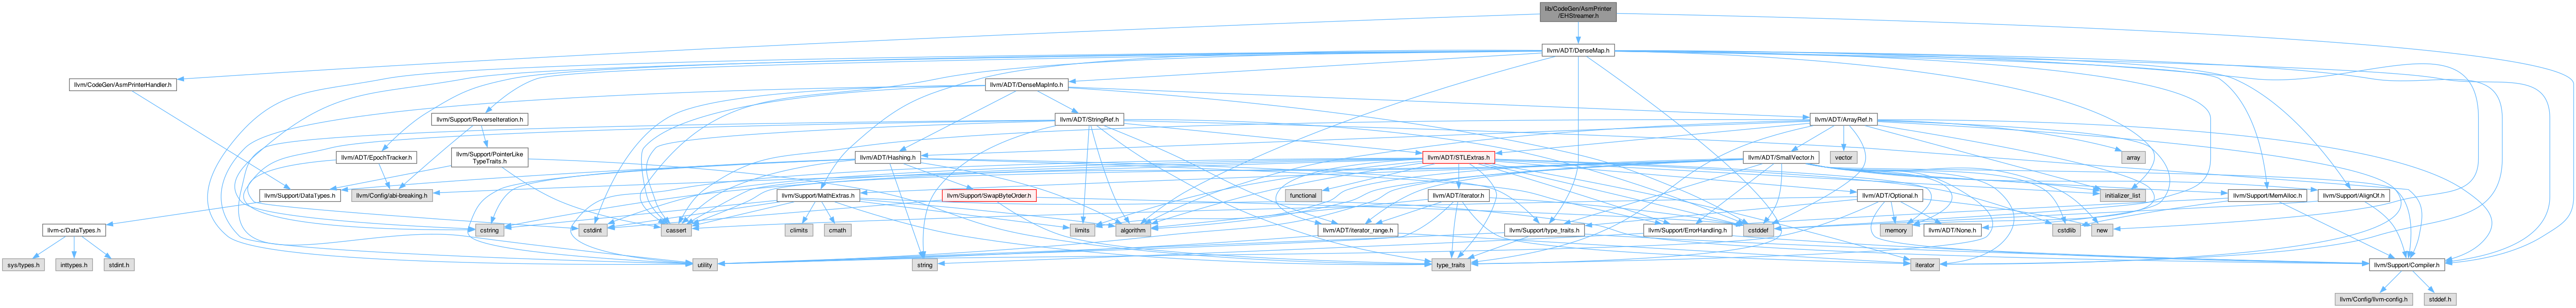 lib/CodeGen/AsmPrinter
/EHStreamer.h
llvm/ADT/DenseMap.h
llvm/CodeGen/AsmPrinterHandler.h
llvm/ADT/DenseMapInfo.h
llvm/Support/ReverseIteration.h
llvm/ADT/StringRef.h
llvm/ADT/ArrayRef.h
llvm/ADT/EpochTracker.h
llvm/Support/PointerLike
TypeTraits.h
llvm/ADT/Hashing.h
llvm/ADT/STLExtras.h
llvm/ADT/SmallVector.h
vector
array
llvm/Support/DataTypes.h
llvm/Config/abi-breaking.h
llvm/Support/MathExtras.h
llvm/Support/SwapByteOrder.h
functional
llvm/ADT/iterator.h
llvm/ADT/Optional.h
initializer_list
llvm/Support/MemAlloc.h
llvm/Support/AlignOf.h
llvm-c/DataTypes.h
cstring
cstdint
cassert
climits
cmath
limits
algorithm
llvm/ADT/iterator_range.h
llvm/Support/type_traits.h
llvm/Support/ErrorHandling.h
cstddef
memory
llvm/ADT/None.h
cstdlib
new
sys/types.h
inttypes.h
stdint.h
utility
string
type_traits
iterator
llvm/Support/Compiler.h
llvm/Config/llvm-config.h
stddef.h